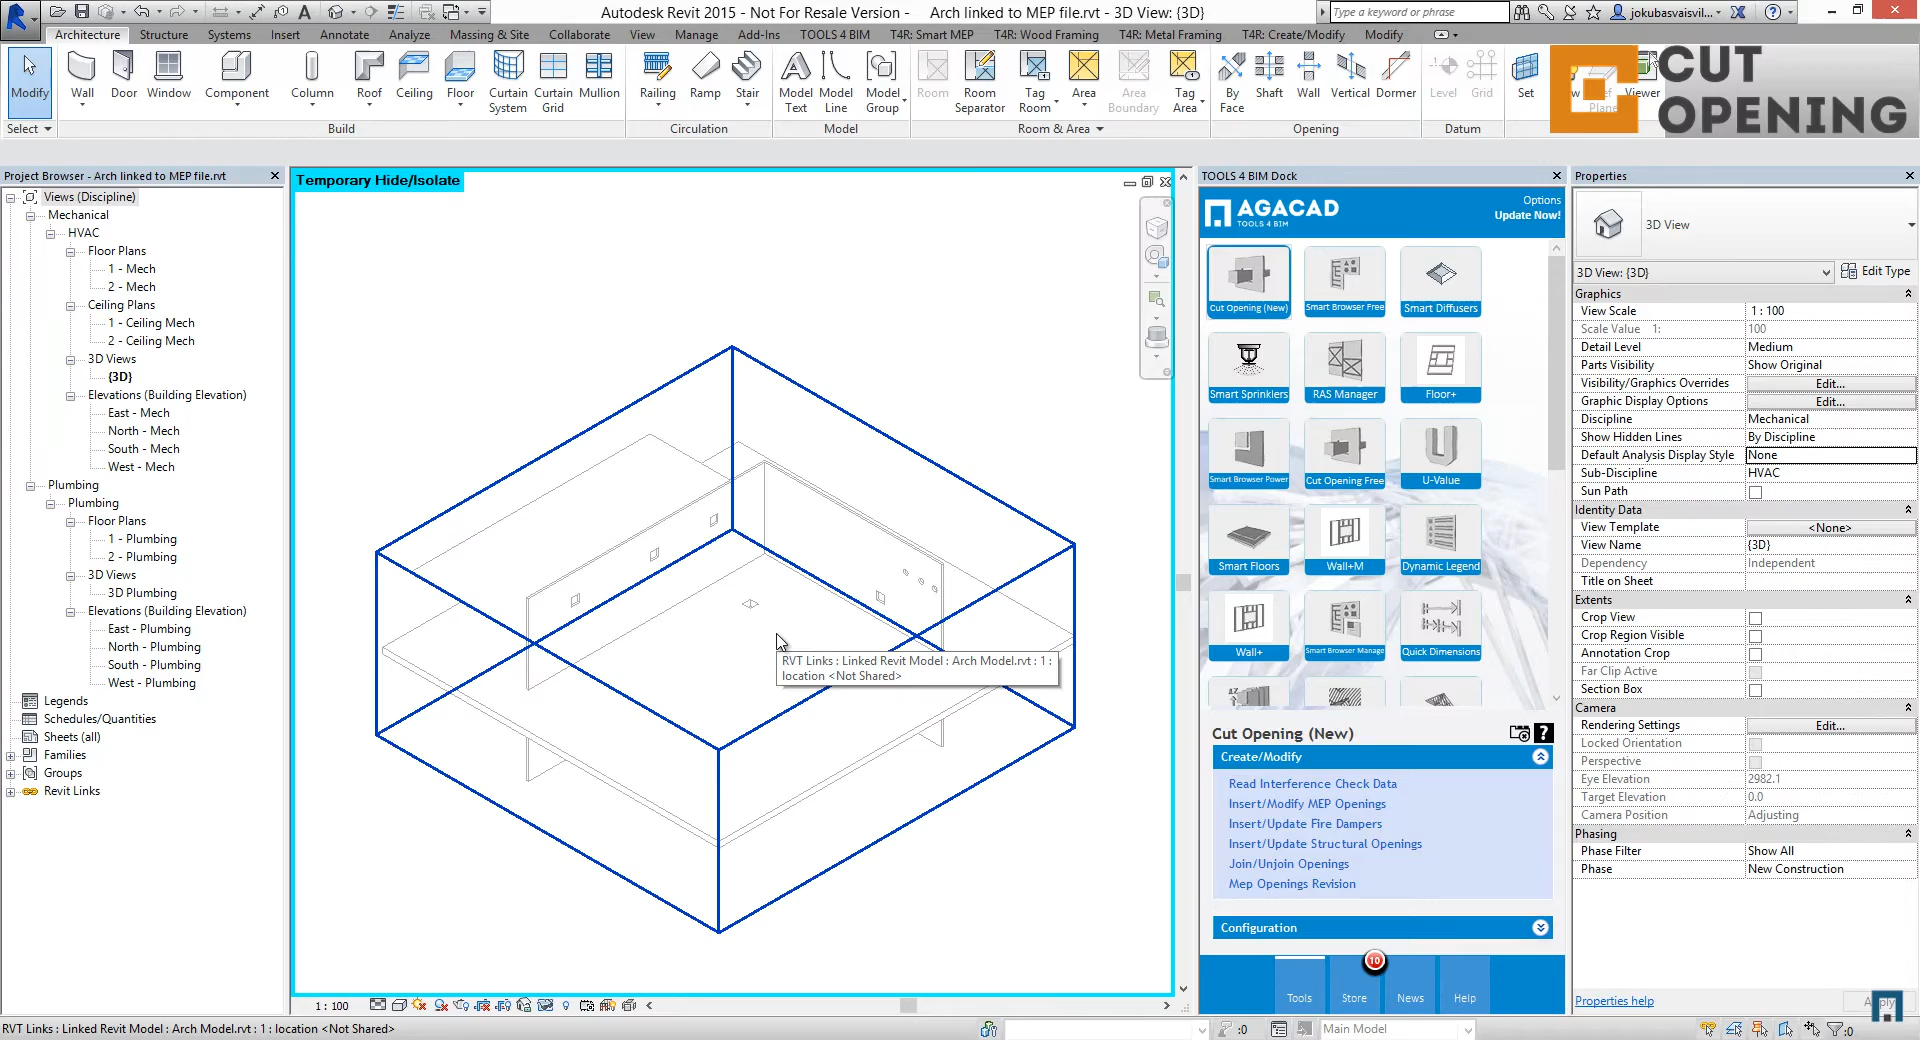 Autodesk Revit 2015 - Not For Resale Version -    Arch linked to MEP file.rvt - 3D View: {3D}
Type a keyword or phrase
jokubasvaisvil...
Architecture Structure Systems Insert Annotate Analyze Massing & Site Collaborate View Manage Add-Ins TOOLS 4 BIM T4R: Smart MEP T4R: Wood Framing T4R: Metal Framing T4R: Create/Modify Modify
Modify Wall Door Window Component Column Roof Ceiling Floor Curtain System Curtain Grid Mullion Railing Ramp Stair Model Text Model Line Model Group Room Room Separator Tag Room Area Area Boundary Tag Area By Face Shaft Wall Vertical Dormer Level Grid Set Viewer
CUT
OPENING
Select Build Circulation Model Room & Area Opening Datum
Project Browser - Arch linked to MEP file.rvt
Views (Discipline)
Mechanical
HVAC
Floor Plans
1 - Mech
2 - Mech
Ceiling Plans
1 - Ceiling Mech
2 - Ceiling Mech
3D Views
{3D}
Elevations (Building Elevation)
East - Mech
North - Mech
South - Mech
West - Mech
Plumbing
Plumbing
Floor Plans
1 - Plumbing
2 - Plumbing
3D Views
3D Plumbing
Elevations (Building Elevation)
East - Plumbing
North - Plumbing
South - Plumbing
West - Plumbing
Legends
Schedules/Quantities
Sheets (all)
Families
Groups
Revit Links
Temporary Hide/Isolate
RVT Links : Linked Revit Model : Arch Model.rvt : 1 :
location <Not Shared>
1 : 100
TOOLS 4 BIM Dock
AGACAD
TOOLS 4 BIM
Options
Update Now!
Cut Opening (New) Smart Browser Free Smart Diffusers
Smart Sprinklers RAS Manager Floor+
Smart Browser Power Cut Opening Free U-Value
Smart Floors Wall+M Dynamic Legend
Wall+ Smart Browser Manage Quick Dimensions
Cut Opening (New)
Create/Modify
Read Interference Check Data
Insert/Modify MEP Openings
Insert/Update Fire Dampers
Insert/Update Structural Openings
Join/Unjoin Openings
Mep Openings Revision
Configuration
10
Tools Store News Help
Properties
3D View
3D View: {3D} Edit Type
Graphics
View Scale 1 : 100
Scale Value 1: 100
Detail Level Medium
Parts Visibility Show Original
Visibility/Graphics Overrides Edit...
Graphic Display Options Edit...
Discipline Mechanical
Show Hidden Lines By Discipline
Default Analysis Display Style None
Sub-Discipline HVAC
Sun Path
Identity Data
View Template <None>
View Name {3D}
Dependency Independent
Title on Sheet
Extents
Crop View
Crop Region Visible
Annotation Crop
Far Clip Active
Section Box
Camera
Rendering Settings Edit...
Locked Orientation
Perspective
Eye Elevation 2982.1
Target Elevation 0.0
Camera Position Adjusting
Phasing
Phase Filter Show All
Phase New Construction
Properties help
RVT Links : Linked Revit Model : Arch Model.rvt : 1 : location <Not Shared>
:0
Main Model
:0